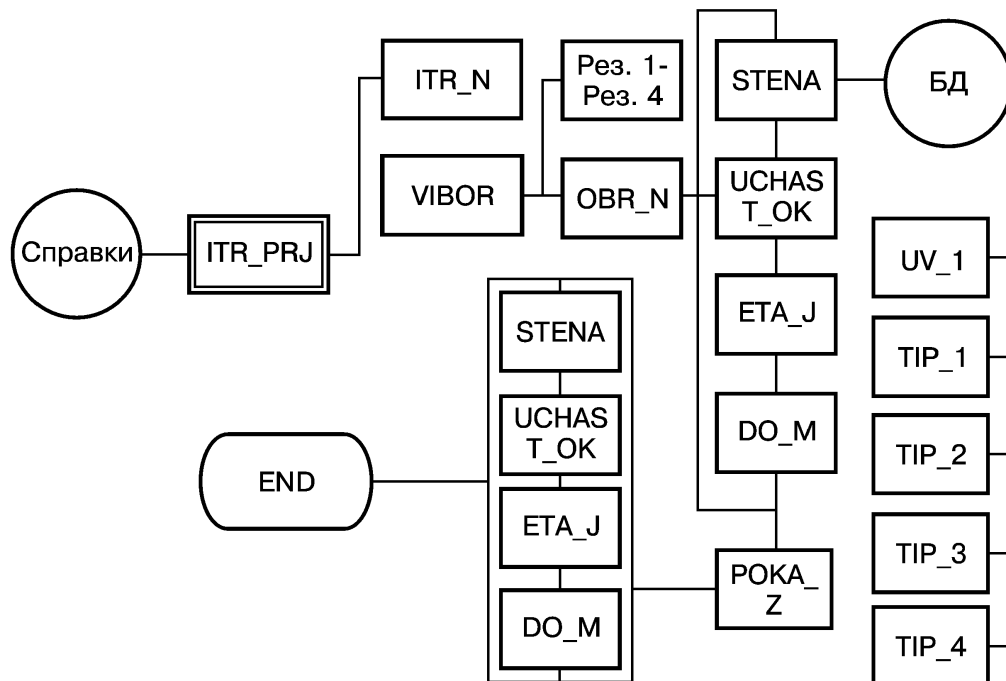 ITR_N
Рез. 1-
Рез. 4
STENA
БД
VIBOR
OBR_N
UCHAS
T_OK
Справки
ITR_PRJ
UV_1
STENA
ETA_J
TIP_1
UCHAS
T_OK
DO_M
TIP_2
END
ETA_J
TIP_3
POKA_
Z
DO_M
TIP_4